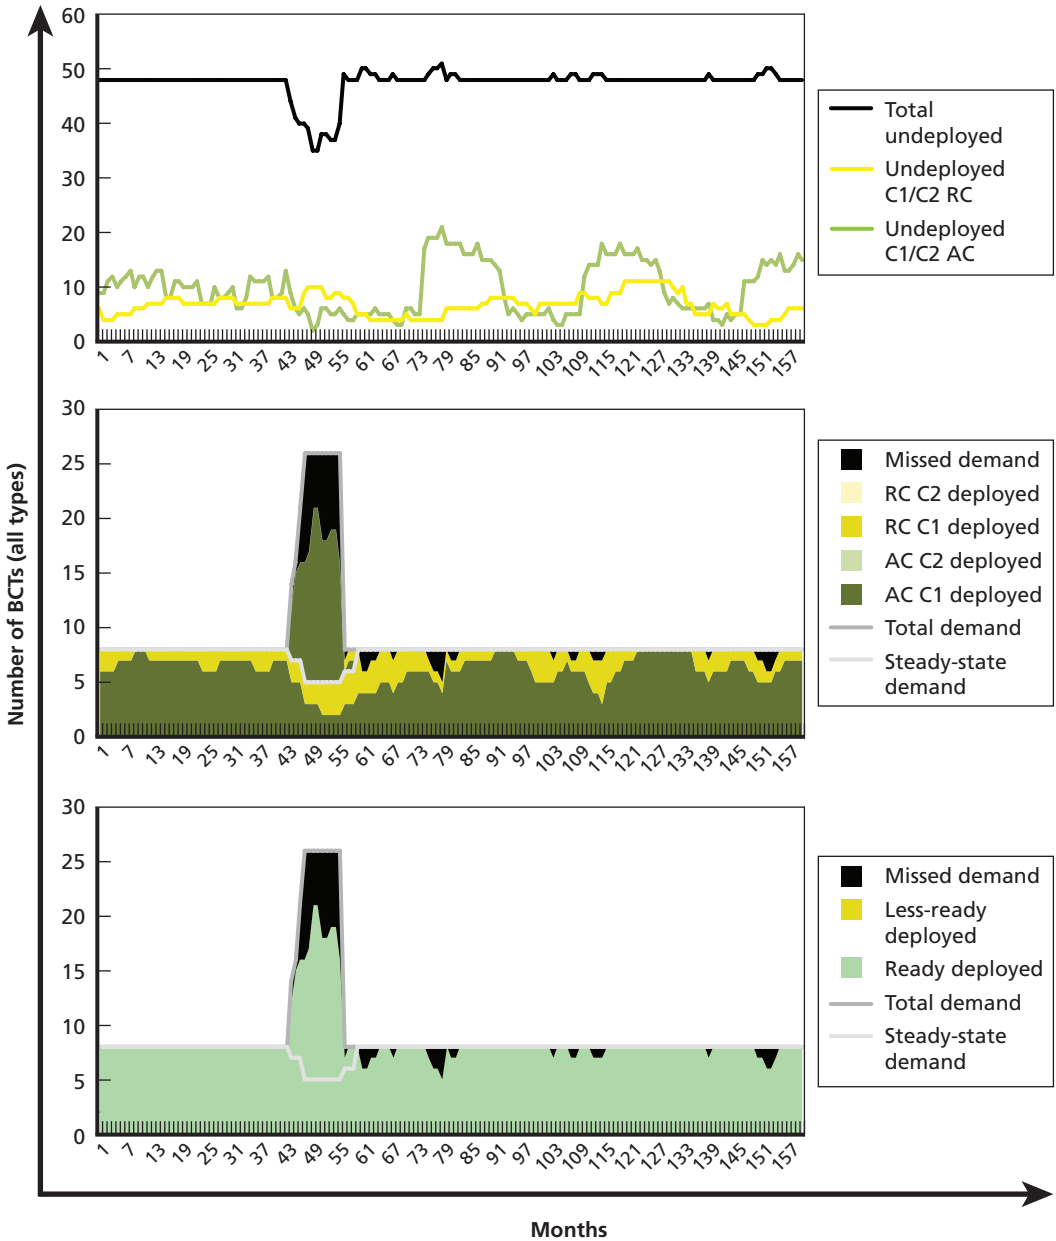 Number of BCTs (all types)
60
50
40
30
20
10
0
1 7 13 19 25 31 37 43 49 55 61 67 73 79 85 91 97 103 109 115 121 127 133 139 145 151 157
Total
undeployed
Undeployed
C1/C2 RC
Undeployed
C1/C2 AC
30
25
20
15
10
5
0
1 7 13 19 25 31 37 43 49 55 61 67 73 79 85 91 97 103 109 115 121 127 133 139 145 151 157
Missed demand
RC C2 deployed
RC C1 deployed
AC C2 deployed
AC C1 deployed
Total demand
Steady-state
demand
30
25
20
15
10
5
0
1 7 13 19 25 31 37 43 49 55 61 67 73 79 85 91 97 103 109 115 121 127 133 139 145 151 157
Missed demand
Less-ready
deployed
Ready deployed
Total demand
Steady-state
demand
Months